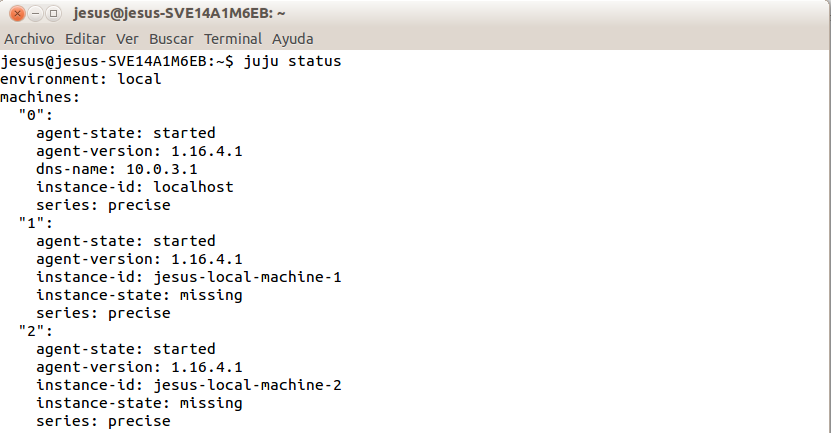 jesus@jesus-SVE14A1M6EB: ~
Archivo Editar Ver Buscar Terminal Ayuda
jesus@jesus-SVE14A1M6EB:~$ juju status
environment: local
machines:
  "0":
    agent-state: started
    agent-version: 1.16.4.1
    dns-name: 10.0.3.1
    instance-id: localhost
    series: precise
  "1":
    agent-state: started
    agent-version: 1.16.4.1
    instance-id: jesus-local-machine-1
    instance-state: missing
    series: precise
  "2":
    agent-state: started
    agent-version: 1.16.4.1
    instance-id: jesus-local-machine-2
    instance-state: missing
    series: precise